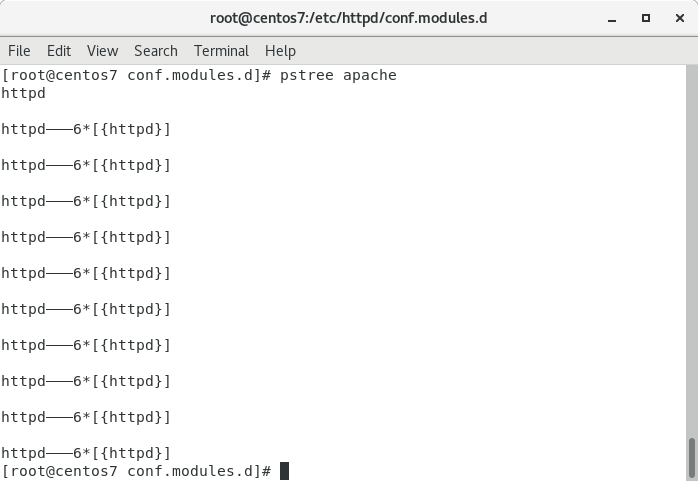 root@centos7:/etc/httpd/conf.modules.d
File Edit View Search Terminal Help
[root@centos7 conf.modules.d]# pstree apache
httpd
httpd───6*[{httpd}]
httpd───6*[{httpd}]
httpd───6*[{httpd}]
httpd───6*[{httpd}]
httpd───6*[{httpd}]
httpd───6*[{httpd}]
httpd───6*[{httpd}]
httpd───6*[{httpd}]
httpd───6*[{httpd}]
httpd───6*[{httpd}]
[root@centos7 conf.modules.d]#